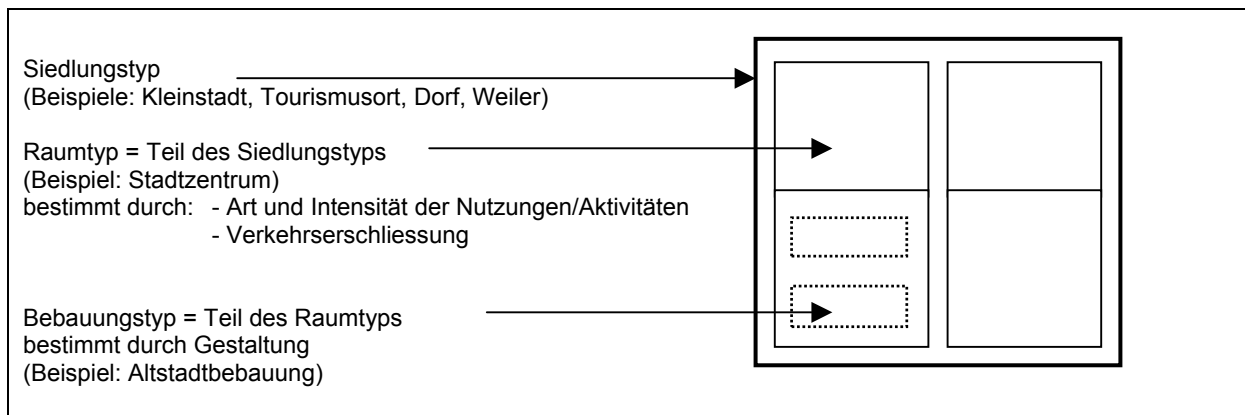 Siedlungstyp
(Beispiele: Kleinstadt, Tourismusort, Dorf, Weiler)
Raumtyp = Teil des Siedlungstyps
(Beispiel: Stadtzentrum)
bestimmt durch: - Art und Intensität der Nutzungen/Aktivitäten
- Verkehrserschliessung
Bebauungstyp = Teil des Raumtyps
bestimmt durch Gestaltung
(Beispiel: Altstadtbebauung)